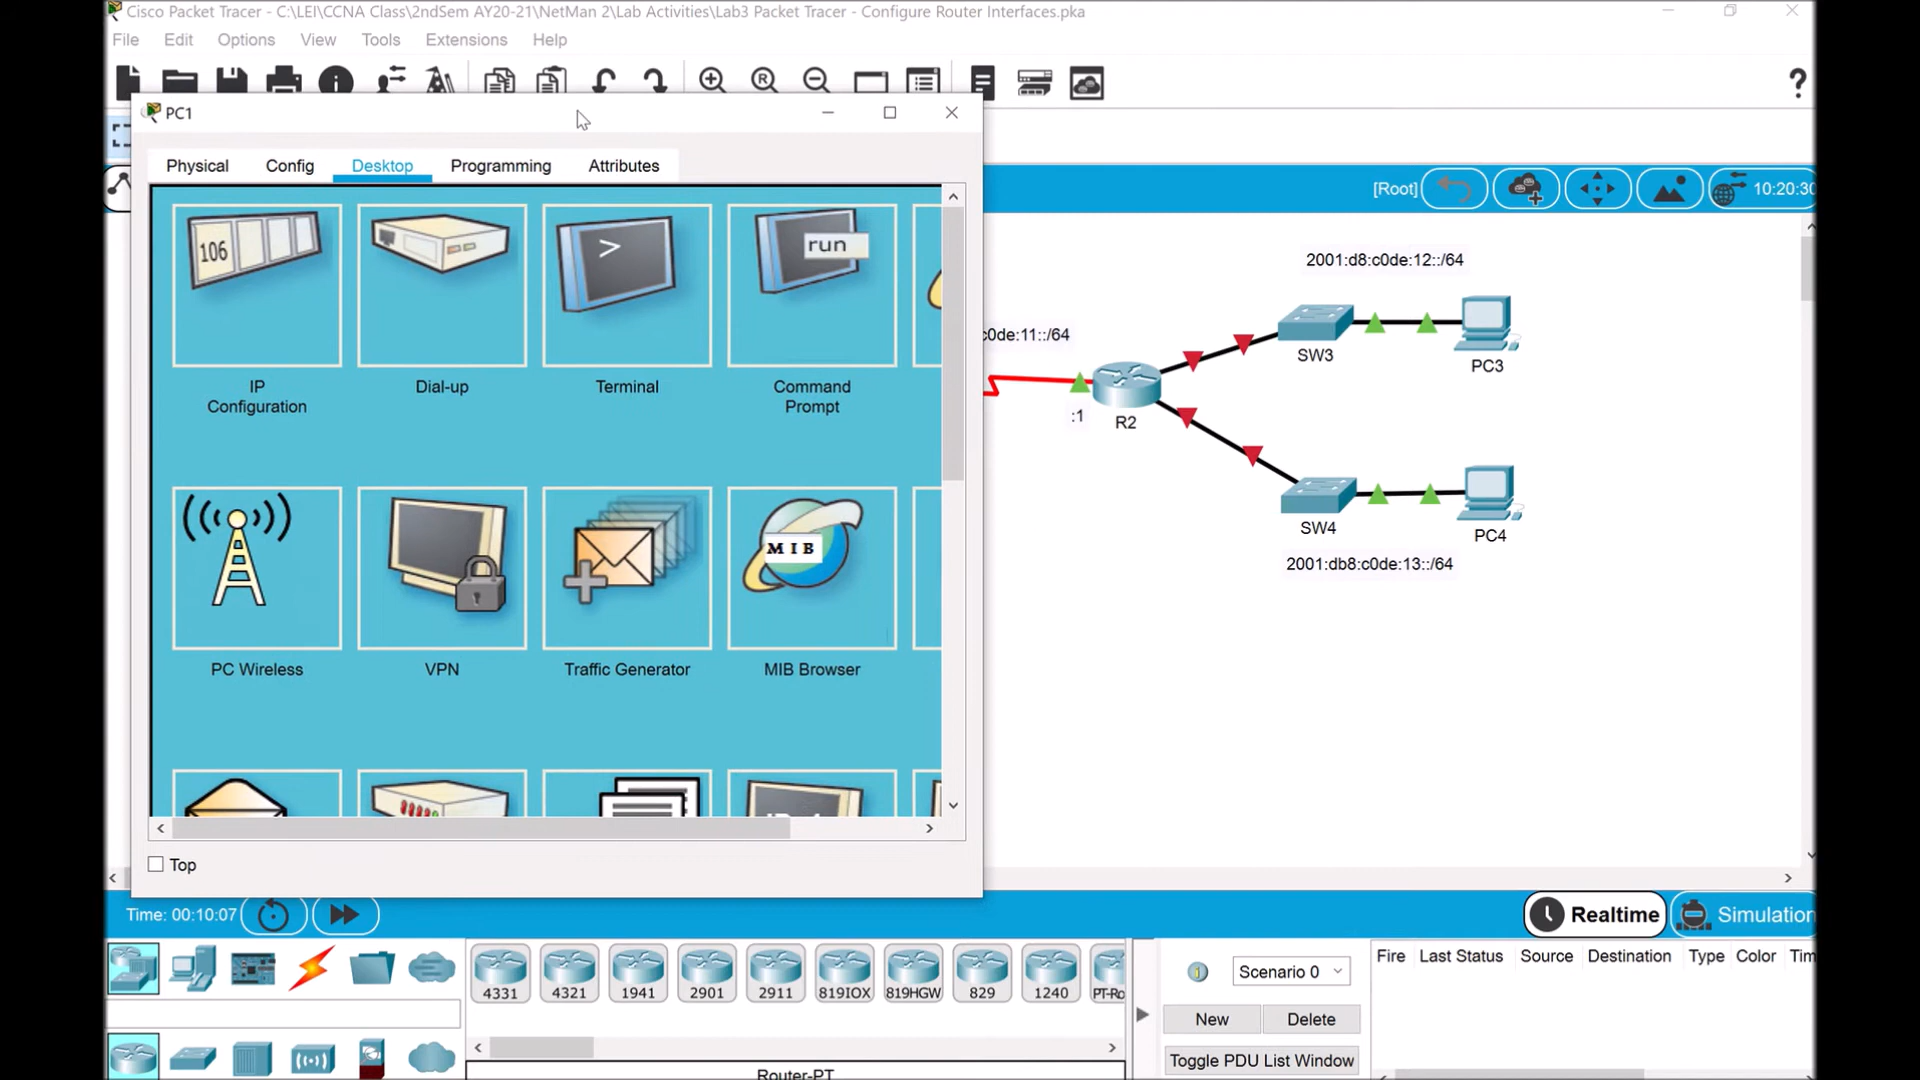 Cisco Packet Tracer - C:\LEI\CCNA Class\2ndSem AY20-21\NetMan 2\Lab Activities\Lab3 Packet Tracer - Configure Router Interfaces.pka
File Edit Options View Tools Extensions Help
PC1
Physical Config Desktop Programming Attributes
[Root] 10:20:30
106
>
run
IP Configuration
Dial-up
Terminal
Command Prompt
MIB
PC Wireless
VPN
Traffic Generator
MIB Browser
Top
2001:d8:c0de:12::/64
c0de:11::/64
SW3
PC3
:1
R2
SW4
PC4
2001:db8:c0de:13::/64
Time: 00:10:07
Realtime
Simulation
4331 4321 1941 2901 2911 819IOX 819HGW 829 1240 PT-Ro
Scenario 0
New Delete
Toggle PDU List Window
Fire Last Status Source Destination Type Color Tim
Router-PT